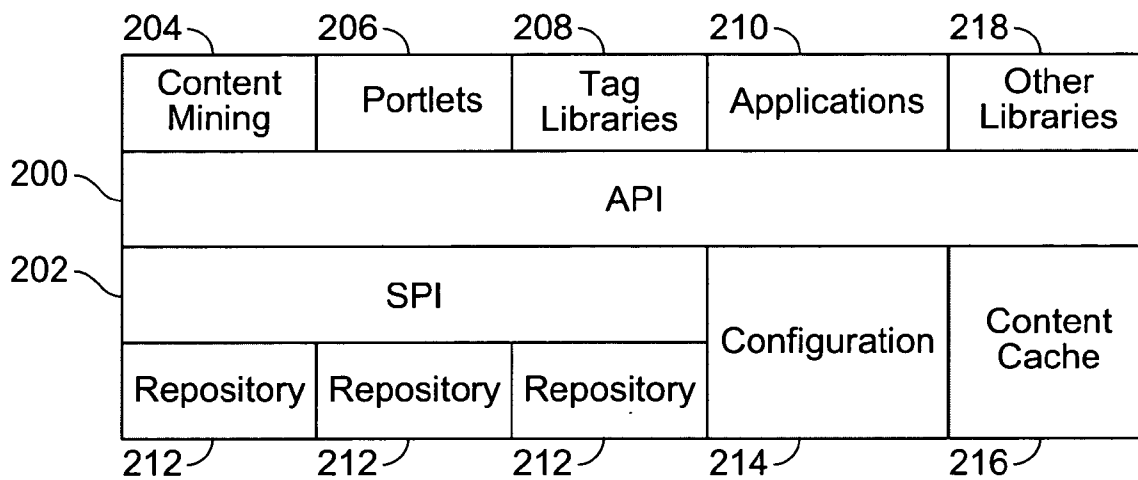 204 206 208 210 218
Content Mining Portlets Tag Libraries Applications Other Libraries
200
API
202
SPI
Configuration
Content Cache
Repository Repository Repository
212 212 212 214 216